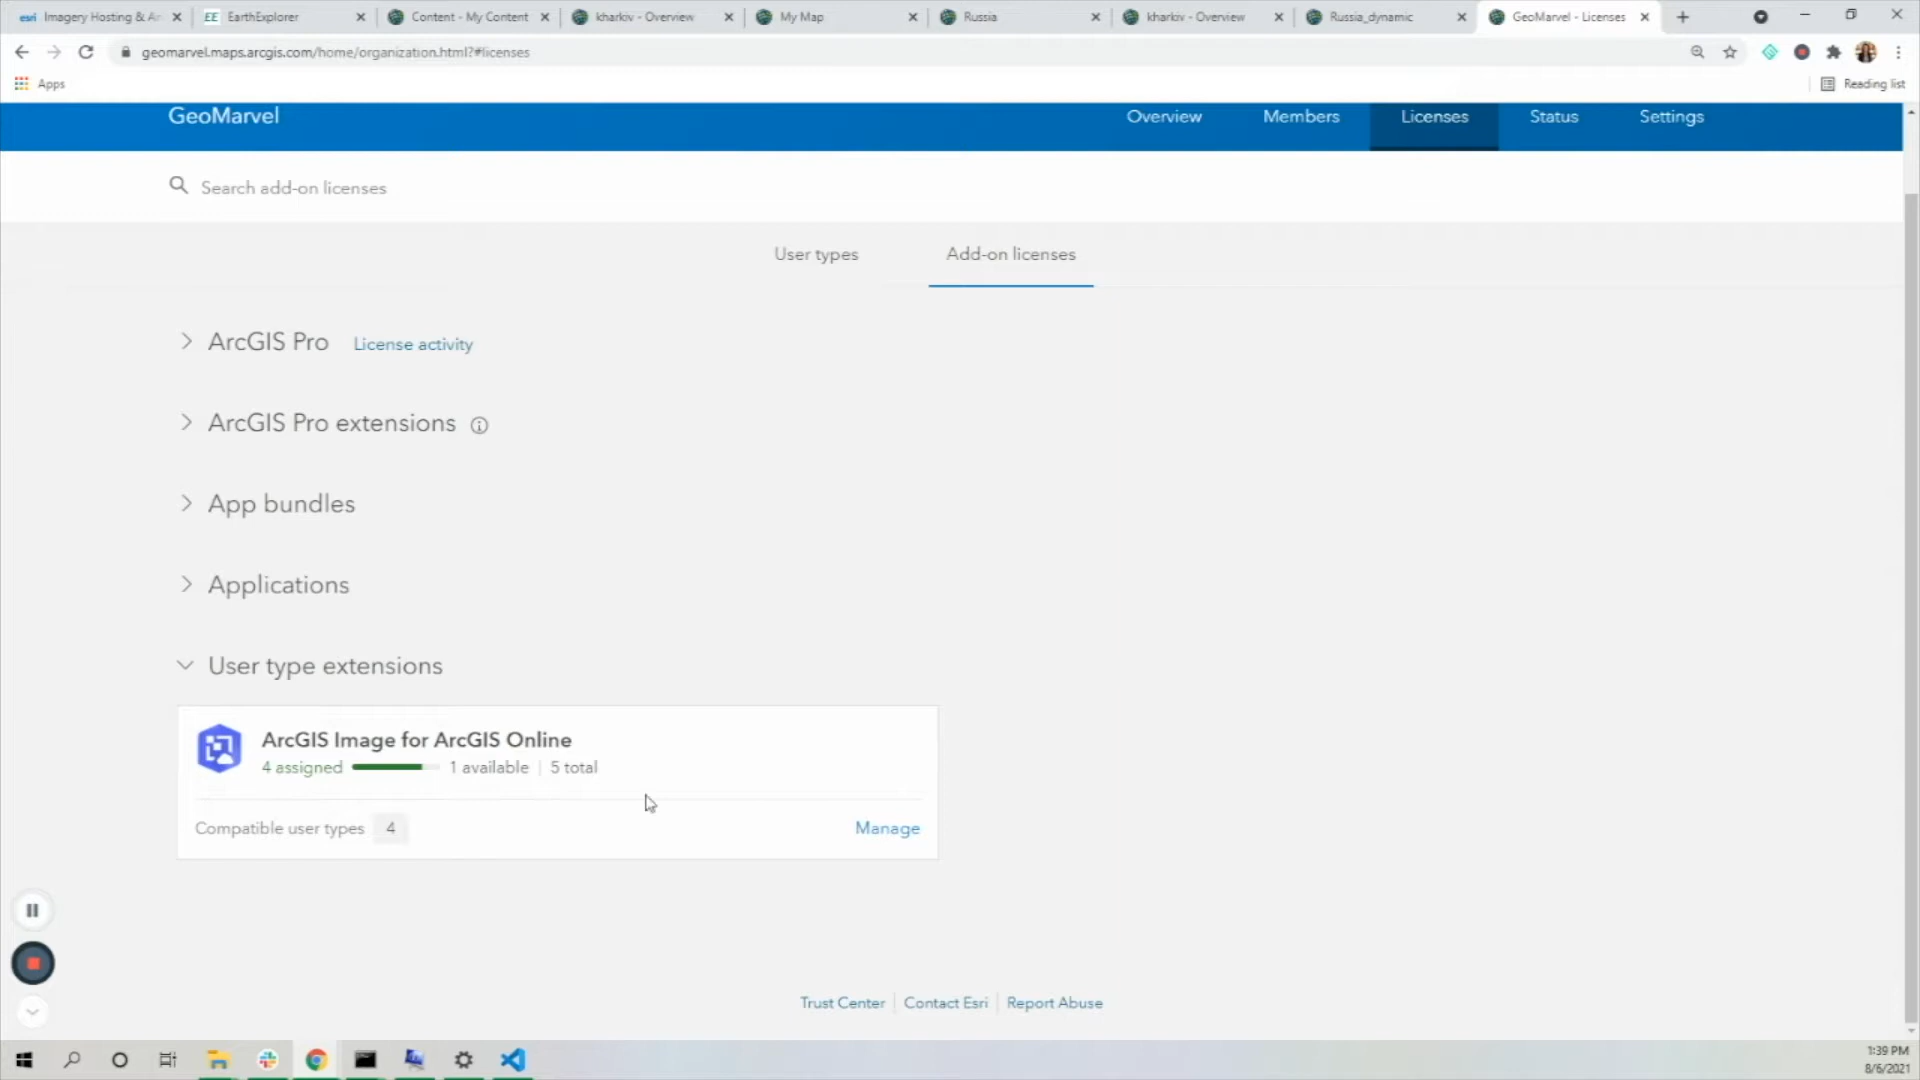 esri Imagery Hosting & An
EarthExplorer
Content - My Content
kharkiv - Overview
My Map
Russia
kharkiv - Overview
Russia_dynamic
GeoMarvel - Licenses
geomarvel.maps.arcgis.com/home/organization.html?#licenses
Apps
Reading list
GeoMarvel
Overview
Members
Licenses
Status
Settings
Search add-on licenses
User types
Add-on licenses
ArcGIS Pro
License activity
ArcGIS Pro extensions
App bundles
Applications
User type extensions
ArcGIS Image for ArcGIS Online
4 assigned 1 available | 5 total
Compatible user types 4
Manage
Trust Center
Contact Esri
Report Abuse
1:39 PM
8/6/2021